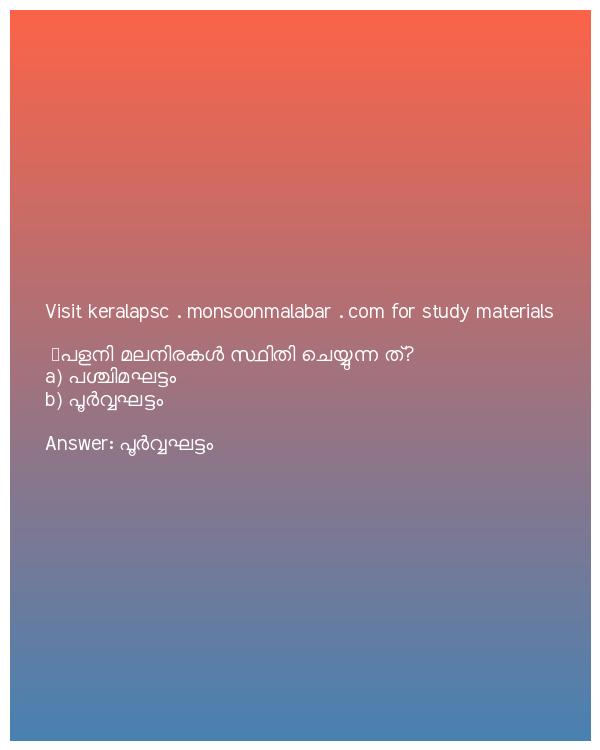 Visit keralapsc . monsoonmalabar . com for study materials
പളനി മലനിരകൾ സ്ഥിതി ചെയ്യുന്ന ത്?
a) പശ്ചിമഘട്ടം
b) പൂർവ്വഘട്ടം
Answer: പൂർവ്വഘട്ടം